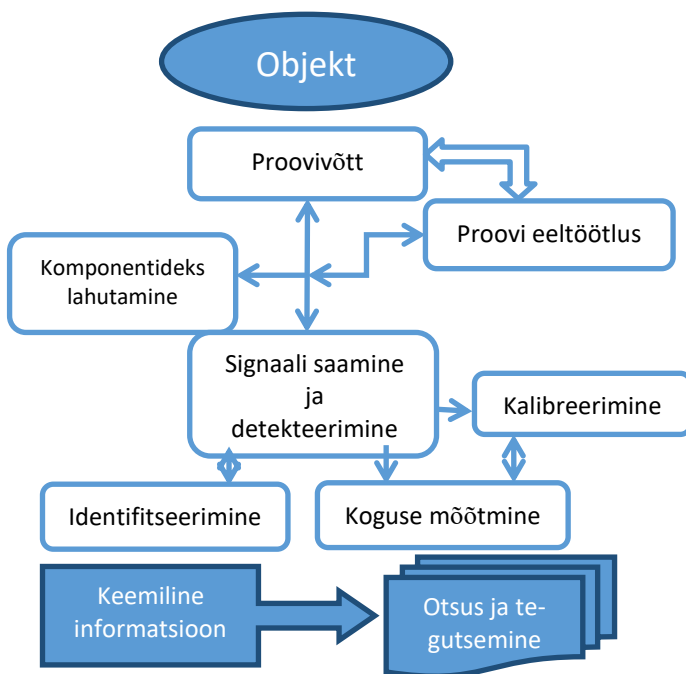 Objekt
Proovivõtt
Proovi eeltöötlus
Komponentideks
lahutamine
Signaali saamine
ja
detekteerimine
Kalibreerimine
Identifitseerimine
Koguse mõõtmine
Keemiline
informatsioon
Otsus ja te-
gutsemine